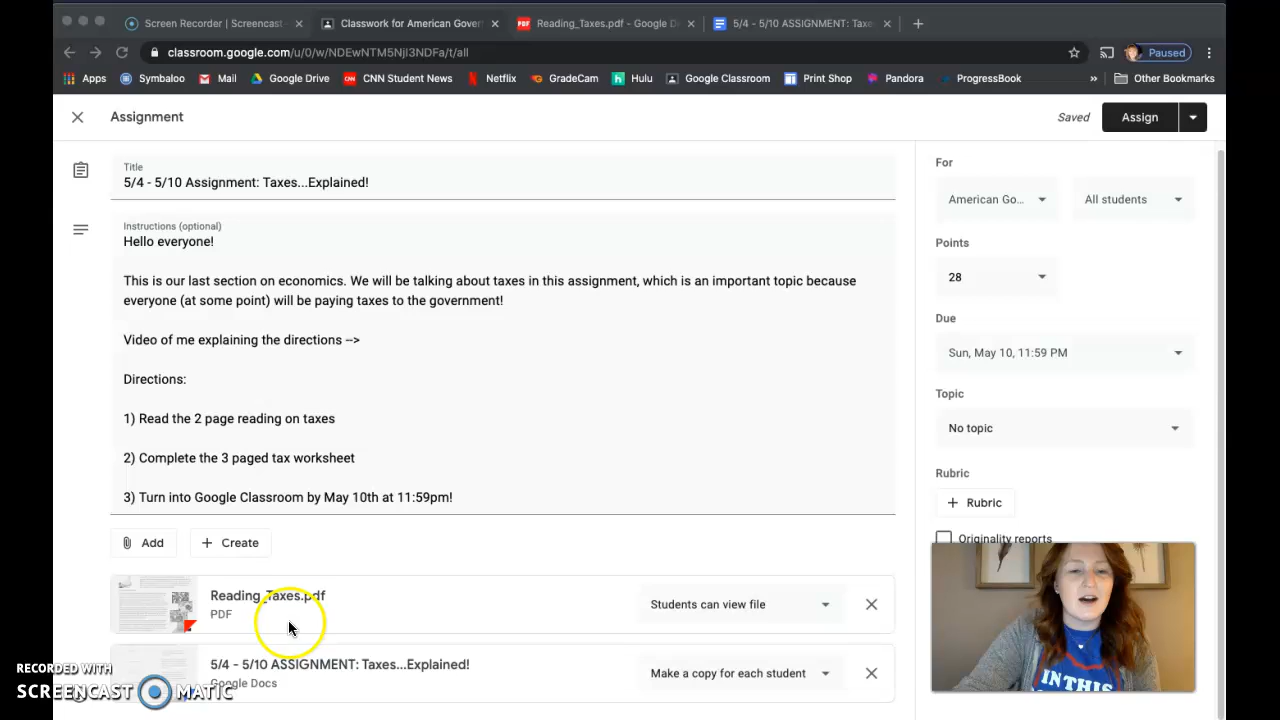 Screen Recorder | Screencast -
Classwork for American Gover
Reading_Taxes.pdf - Google D
5/4 - 5/10 ASSIGNMENT: Taxe
classroom.google.com/u/0/w/NDEwNTM5NjI3NDFa/t/all
Paused
Apps
Symbaloo
Mail
Google Drive
CNN Student News
Netflix
GradeCam
Hulu
Google Classroom
Print Shop
Pandora
ProgressBook
»
Other Bookmarks
Assignment
Saved
Assign
Title
5/4 - 5/10 Assignment: Taxes...Explained!
Instructions (optional)
Hello everyone!
This is our last section on economics. We will be talking about taxes in this assignment, which is an important topic because
everyone (at some point) will be paying taxes to the government!
Video of me explaining the directions -->
Directions:
1) Read the 2 page reading on taxes
2) Complete the 3 paged tax worksheet
3) Turn into Google Classroom by May 10th at 11:59pm!
Add
Create
Reading_Taxes.pdf
PDF
Students can view file
5/4 - 5/10 ASSIGNMENT: Taxes...Explained!
Google Docs
Make a copy for each student
For
American Go...
All students
Points
28
Due
Sun, May 10, 11:59 PM
Topic
No topic
Rubric
Rubric
Originality reports
IN THIS
RECORDED WITH
SCREENCAST MATIC